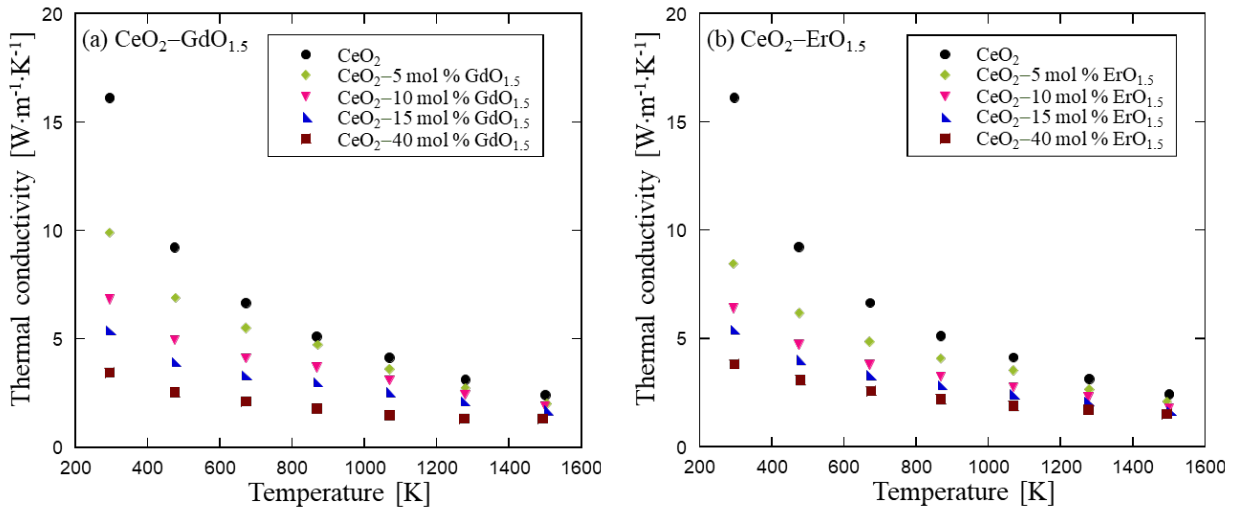 (a) CeO₂–GdO₁.₅
CeO₂
CeO₂–5 mol % GdO₁.₅
CeO₂–10 mol % GdO₁.₅
CeO₂–15 mol % GdO₁.₅
CeO₂–40 mol % GdO₁.₅
Thermal conductivity [W·m⁻¹·K⁻¹]
20
15
10
5
0
200 400 600 800 1000 1200 1400 1600
Temperature [K]
(b) CeO₂–ErO₁.₅
CeO₂
CeO₂–5 mol % ErO₁.₅
CeO₂–10 mol % ErO₁.₅
CeO₂–15 mol % ErO₁.₅
CeO₂–40 mol % ErO₁.₅
Thermal conductivity [W·m⁻¹·K⁻¹]
20
15
10
5
0
200 400 600 800 1000 1200 1400 1600
Temperature [K]